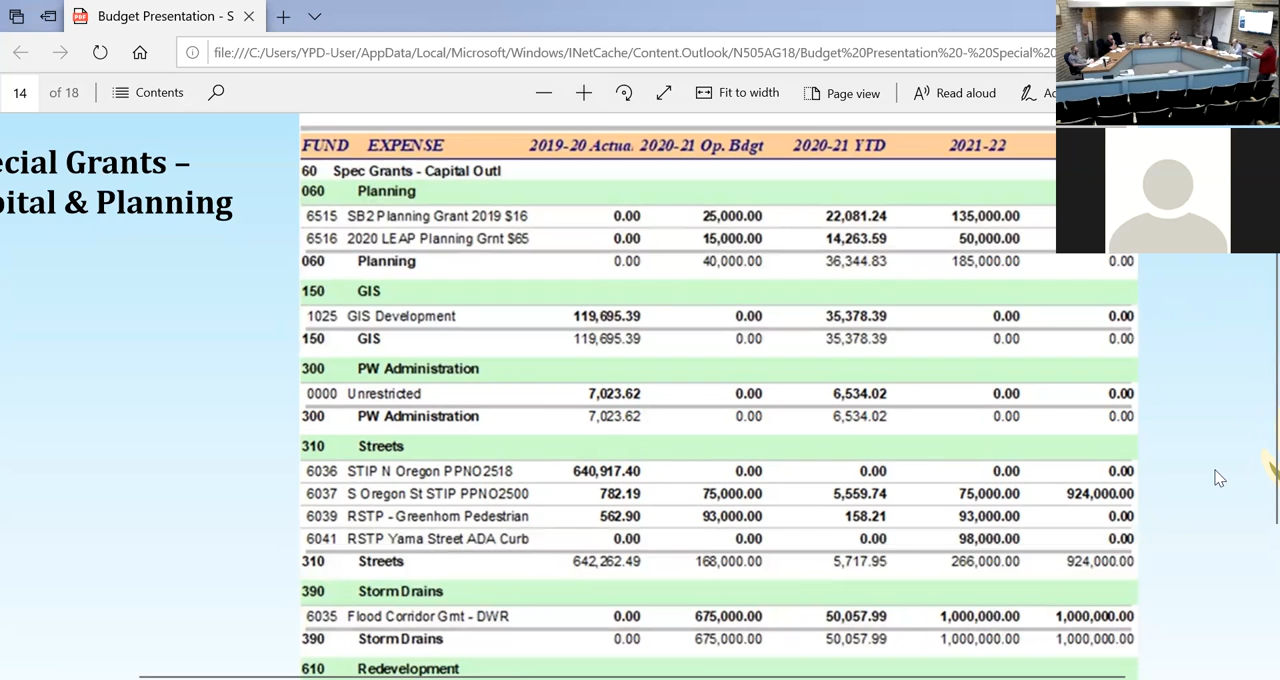 Budget Presentation - S
file:///C:/Users/YPD-User/AppData/Local/Microsoft/Windows/INetCache/Content.Outlook/N505AG18/Budget%20Presentation%20-%20Special%20
14 of 18 Contents Fit to width Page view Read aloud
ecial Grants –
pital & Planning
FUND EXPENSE 2019-20 Actua. 2020-21 Op. Bdgt 2020-21 YTD 2021-22
60 Spec Grants - Capital Outl
060 Planning
6515 SB2 Planning Grant 2019 $16 0.00 25,000.00 22,081.24 135,000.00
6516 2020 LEAP Planning Grnt $65 0.00 15,000.00 14,263.59 50,000.00
060 Planning 0.00 40,000.00 36,344.83 185,000.00 0.00
150 GIS
1025 GIS Development 119,695.39 0.00 35,378.39 0.00 0.00
150 GIS 119,695.39 0.00 35,378.39 0.00 0.00
300 PW Administration
0000 Unrestricted 7,023.62 0.00 6,534.02 0.00 0.00
300 PW Administration 7,023.62 0.00 6,534.02 0.00 0.00
310 Streets
6036 STIP N Oregon PPNO2518 640,917.40 0.00 0.00 0.00 0.00
6037 S Oregon St STIP PPNO2500 782.19 75,000.00 5,559.74 75,000.00 924,000.00
6039 RSTP - Greenhorn Pedestrian 562.90 93,000.00 158.21 93,000.00 0.00
6041 RSTP Yama Street ADA Curb 0.00 0.00 0.00 98,000.00 0.00
310 Streets 642,262.49 168,000.00 5,717.95 266,000.00 924,000.00
390 Storm Drains
6035 Flood Corridor Grnt - DWR 0.00 675,000.00 50,057.99 1,000,000.00 1,000,000.00
390 Storm Drains 0.00 675,000.00 50,057.99 1,000,000.00 1,000,000.00
610 Redevelopment